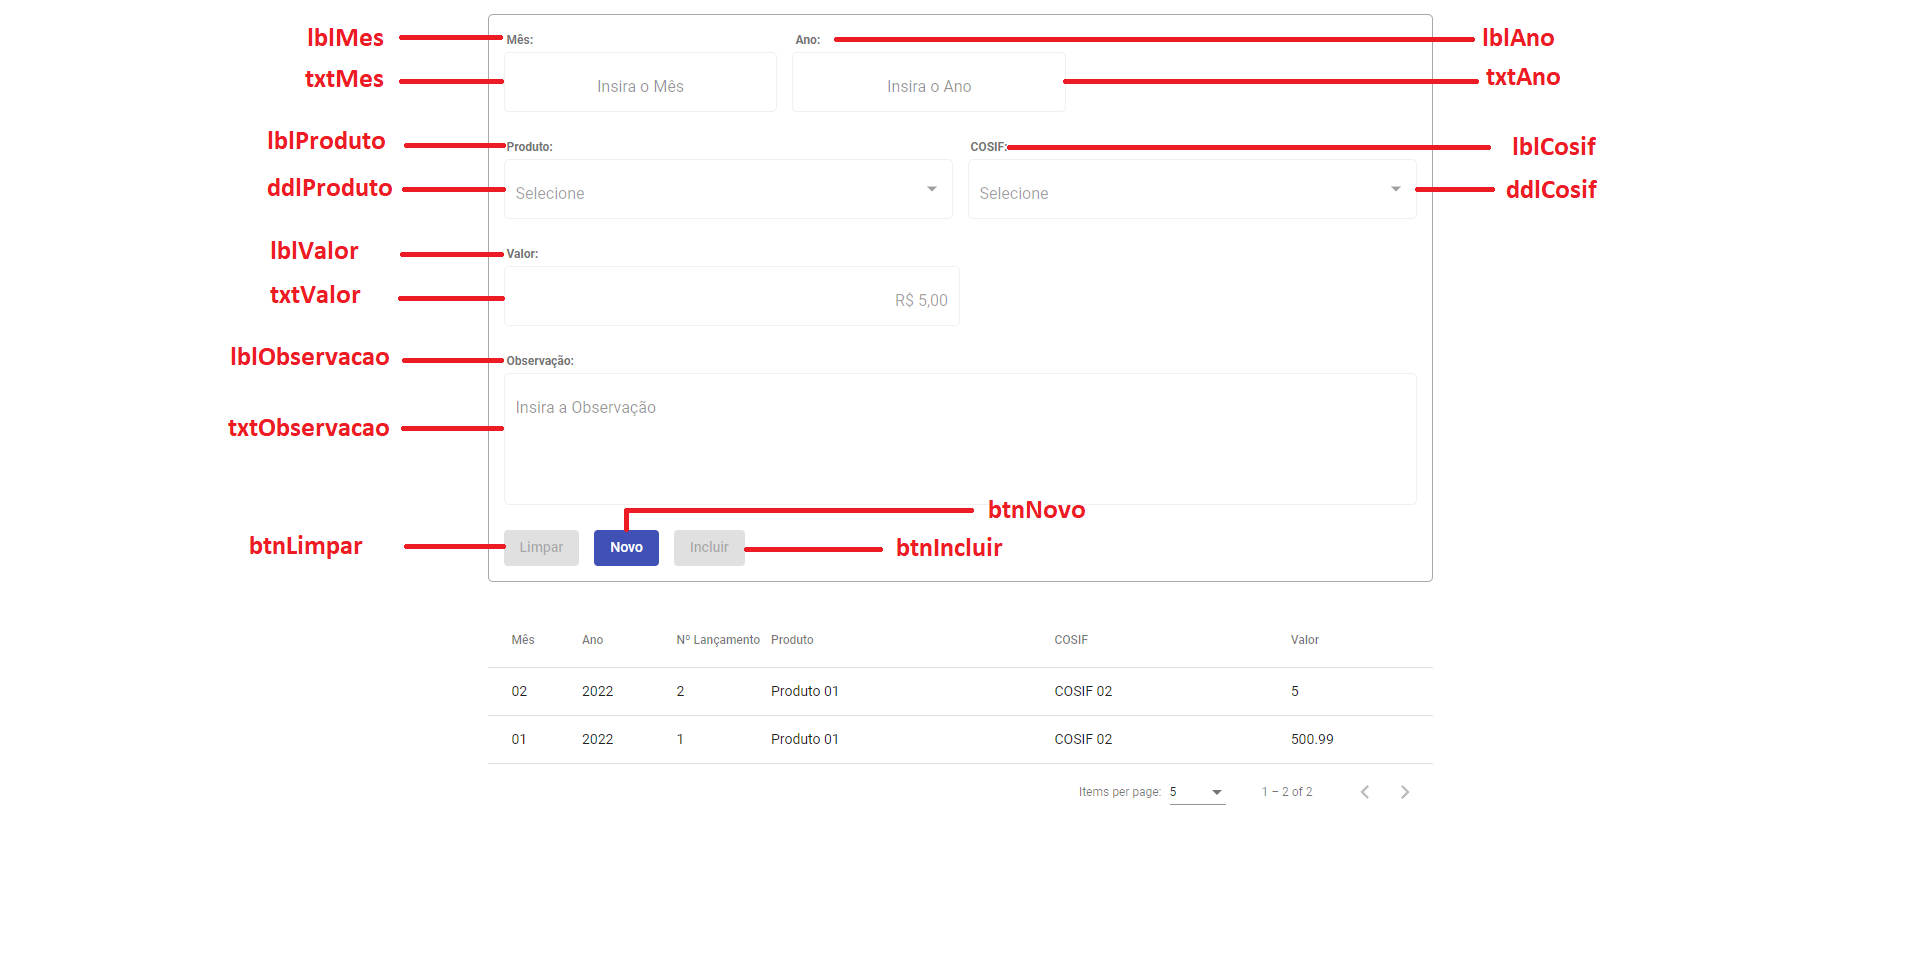 lblMes Mês: Ano: lblAno
txtMes Insira o Mês Insira o Ano txtAno
lblProduto Produto: COSIF: lblCosif
ddlProduto Selecione Selecione ddlCosif
lblValor Valor:
txtValor R$ 5,00
lblObservacao Observação:
Insira a Observação
txtObservacao
btnNovo
btnLimpar Limpar Novo Incluir btnIncluir
Mês Ano Nº Lançamento Produto COSIF Valor
02 2022 2 Produto 01 COSIF 02 5
01 2022 1 Produto 01 COSIF 02 500.99
Items per page: 5 1 – 2 of 2